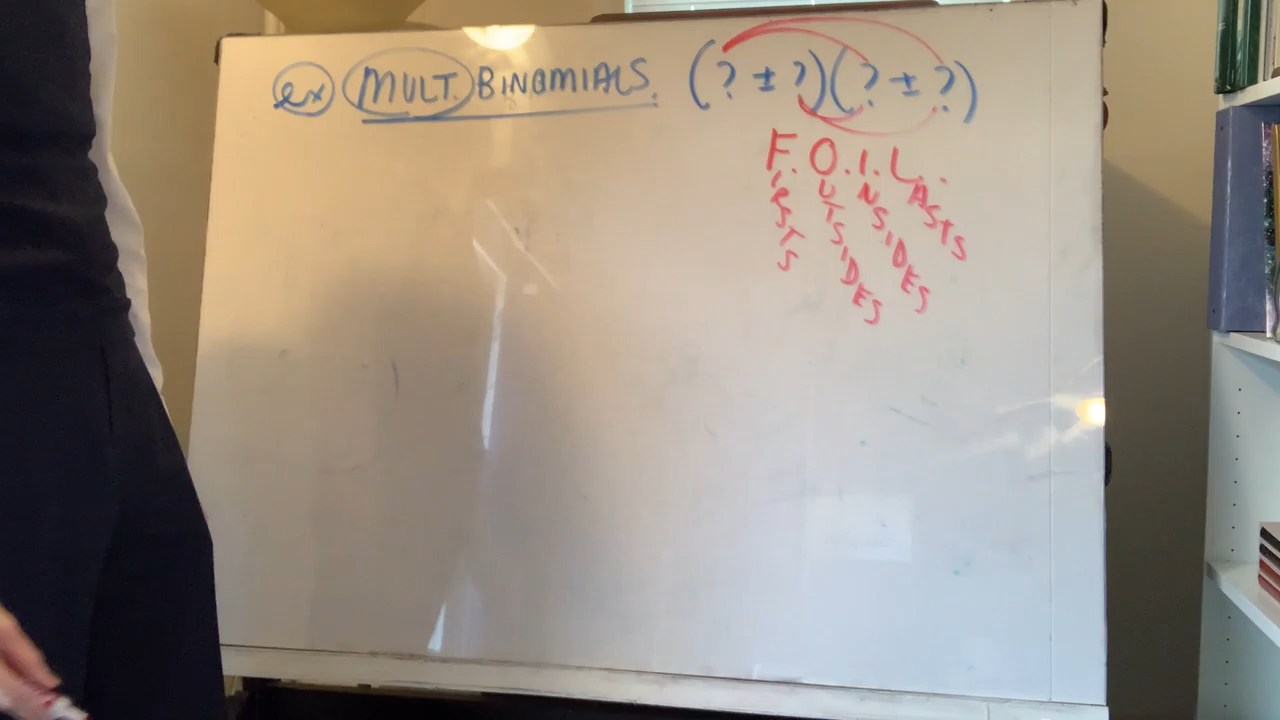 ex MULT. BINOMIALS. (? ± ?)(? ± ?)
F. O. I. L.
IRSTS UTSIDES NSIDES ASTS